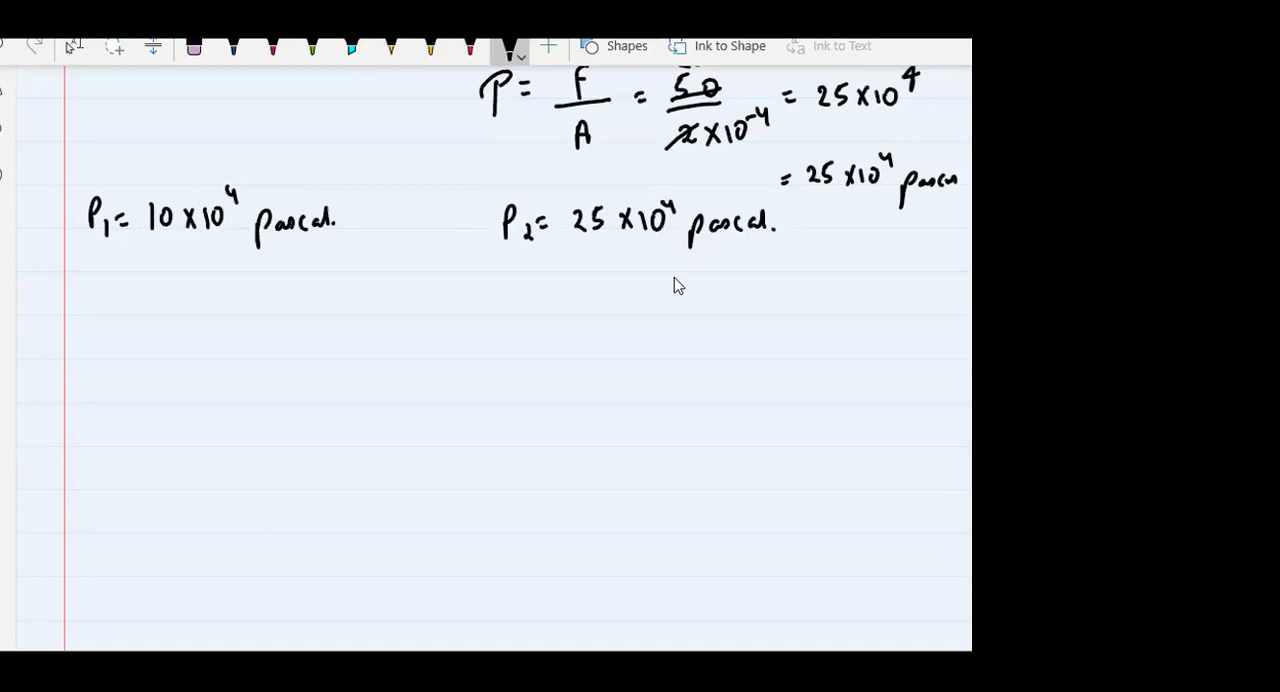 Shapes Ink to Shape Ink to Text
P = F / A = 50 / 2 × 10⁻⁴ = 25 × 10⁴
= 25 × 10⁴
P₁ = 10 × 10⁴ pascal. P₂ = 25 × 10⁴ pascal.